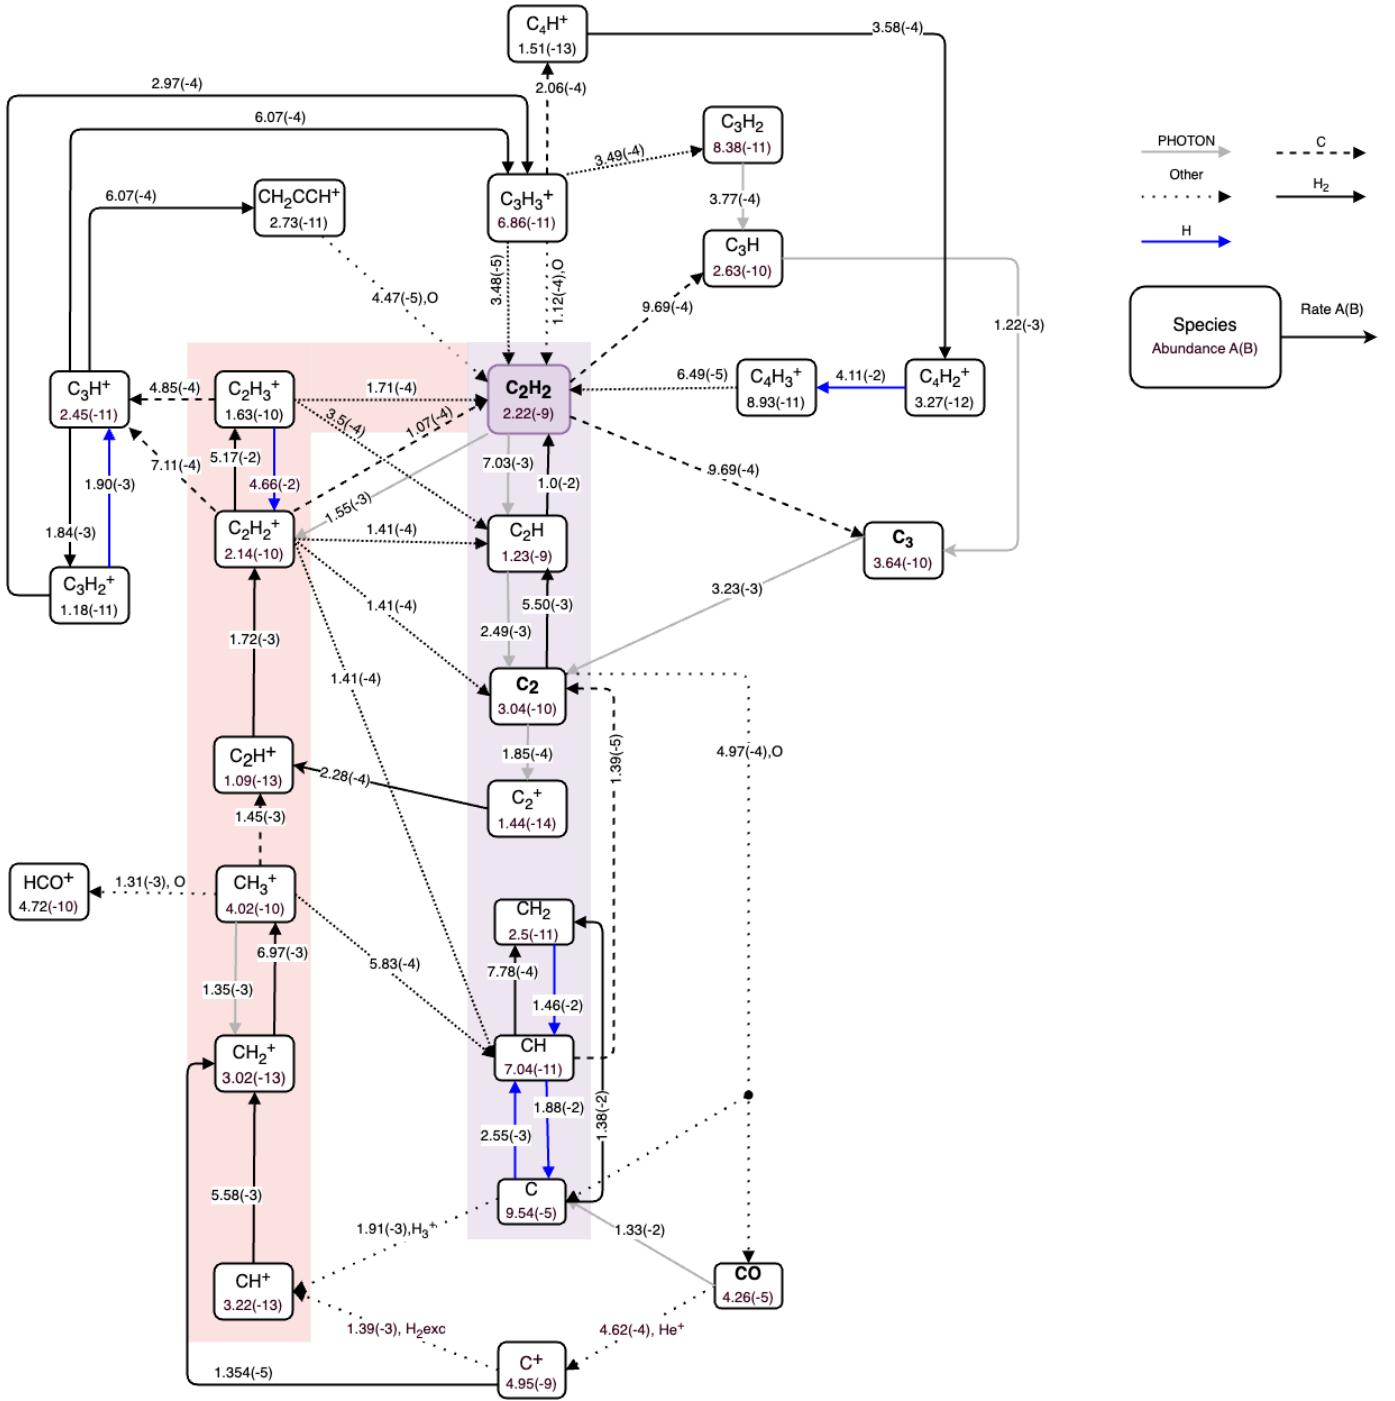 C₄H⁺
1.51(-13)
3.58(-4)
2.97(-4)
2.06(-4)
6.07(-4)
C₃H₂
8.38(-11)
3.49(-4)
PHOTON
C
Other
H₂
H
6.07(-4)
CH₂CCH⁺
2.73(-11)
C₃H₃⁺
6.86(-11)
3.77(-4)
C₃H
2.63(-10)
3.48(-5)
1.12(-4),O
4.47(-5),O
9.69(-4)
1.22(-3)
Species
Abundance A(B)
Rate A(B)
C₃H⁺
2.45(-11)
4.85(-4)
C₂H₃⁺
1.63(-10)
1.71(-4)
C₂H₂
2.22(-9)
6.49(-5)
C₄H₃⁺
8.93(-11)
4.11(-2)
C₄H₂⁺
3.27(-12)
3.5(-4)
1.07(-4)
7.11(-4)
5.17(-2)
4.66(-2)
7.03(-3)
1.0(-2)
9.69(-4)
1.90(-3)
1.55(-3)
1.84(-3)
C₂H₂⁺
2.14(-10)
1.41(-4)
C₂H
1.23(-9)
C₃
3.64(-10)
C₃H₂⁺
1.18(-11)
1.41(-4)
5.50(-3)
3.23(-3)
1.72(-3)
2.49(-3)
1.41(-4)
C₂
3.04(-10)
C₂H⁺
1.09(-13)
2.28(-4)
1.85(-4)
1.39(-5)
4.97(-4),O
C₂⁺
1.44(-14)
1.45(-3)
HCO⁺
4.72(-10)
1.31(-3), O
CH₃⁺
4.02(-10)
CH₂
2.5(-11)
6.97(-3)
5.83(-4)
7.78(-4)
1.35(-3)
1.46(-2)
CH₂⁺
3.02(-13)
CH
7.04(-11)
1.88(-2)
1.38(-2)
2.55(-3)
5.58(-3)
C
9.54(-5)
1.91(-3),H₃⁺
1.33(-2)
CH⁺
3.22(-13)
CO
4.26(-5)
1.39(-3), H₂exc
4.62(-4), He⁺
1.354(-5)
C⁺
4.95(-9)